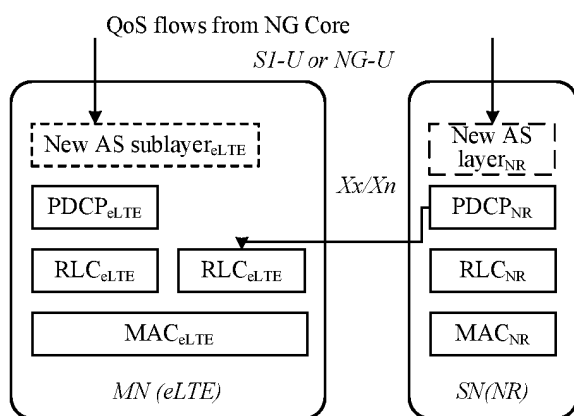 QoS flows from NG Core
S1-U or NG-U
New AS sublayereLTE
New AS
layerNR
Xx/Xn
PDCPeLTE
PDCPNR
RLCeLTE
RLCeLTE
RLCNR
MACeLTE
MACNR
MN (eLTE)
SN(NR)